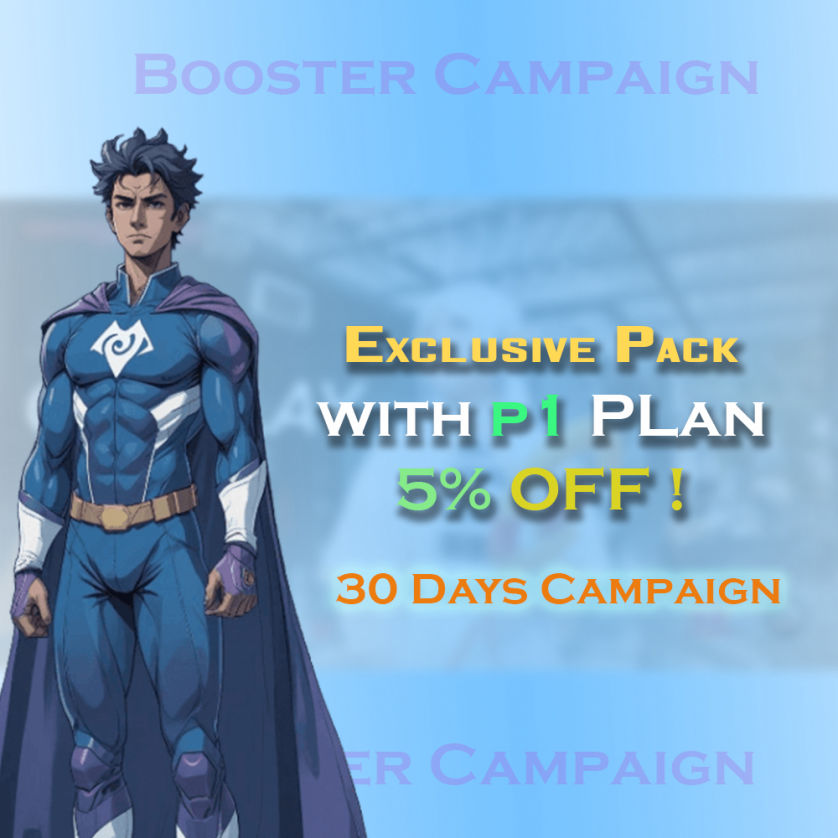 Booster Campaign
Exclusive Pack
with p1 PLan
5% OFF !
30 Days Campaign
er Campaign